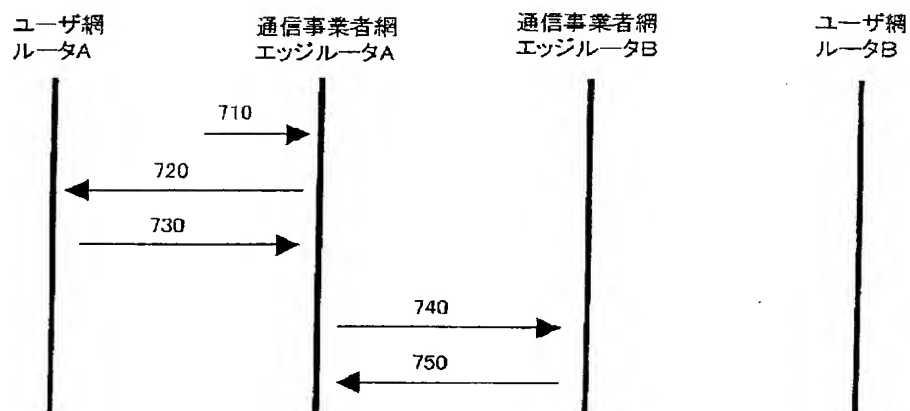 ユーザ網
ルータA
通信事業者網
エッジルータA
通信事業者網
エッジルータB
ユーザ網
ルータB
710
720
730
740
750